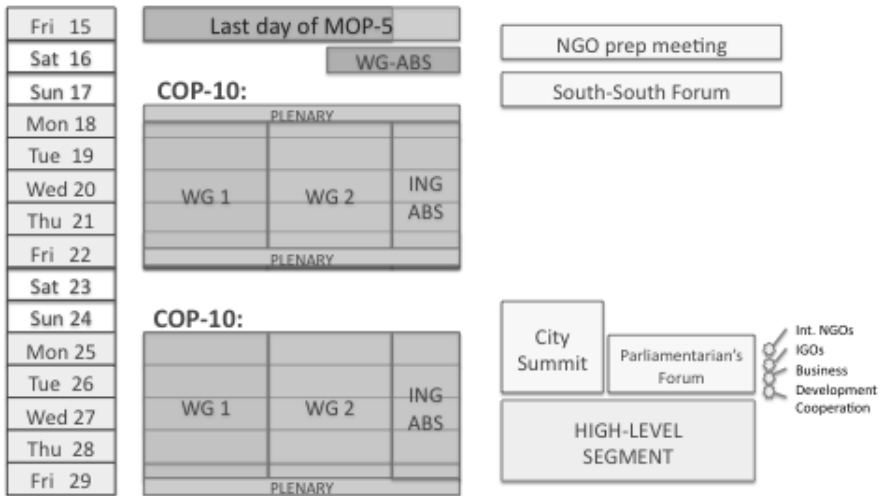 Fri 15
Sat 16
Sun 17
Mon 18
Tue 19
Wed 20
Thu 21
Fri 22
Sat 23
Sun 24
Mon 25
Tue 26
Wed 27
Thu 28
Fri 29
Last day of MOP-5
WG-ABS
COP-10:
PLENARY
WG 1
WG 2
ING
ABS
PLENARY
COP-10:
WG 1
WG 2
ING
ABS
PLENARY
NGO prep meeting
South-South Forum
City
Summit
Parliamentarian's
Forum
Int. NGOs
IGOs
Business
Development
Cooperation
HIGH-LEVEL
SEGMENT